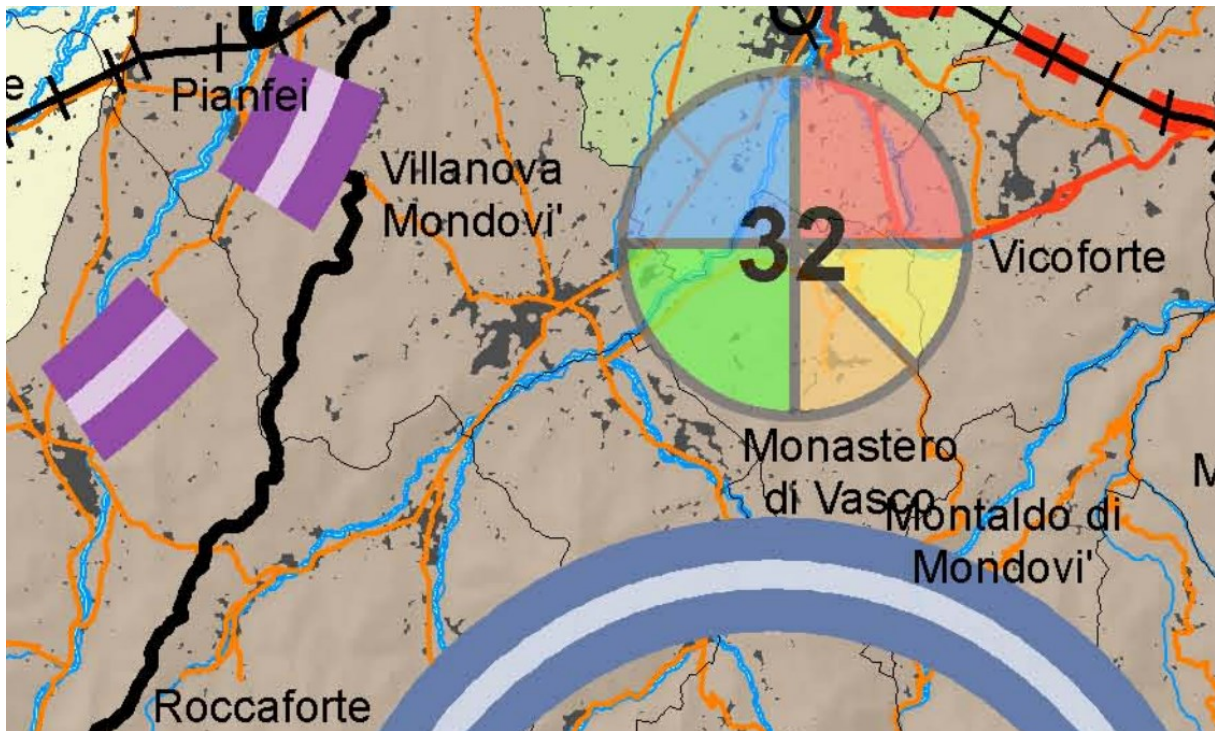 Pianfei
Villanova
Mondovi'
32
Vicoforte
Monastero
di Vasco
Montaldo di
Mondovi'
Roccaforte